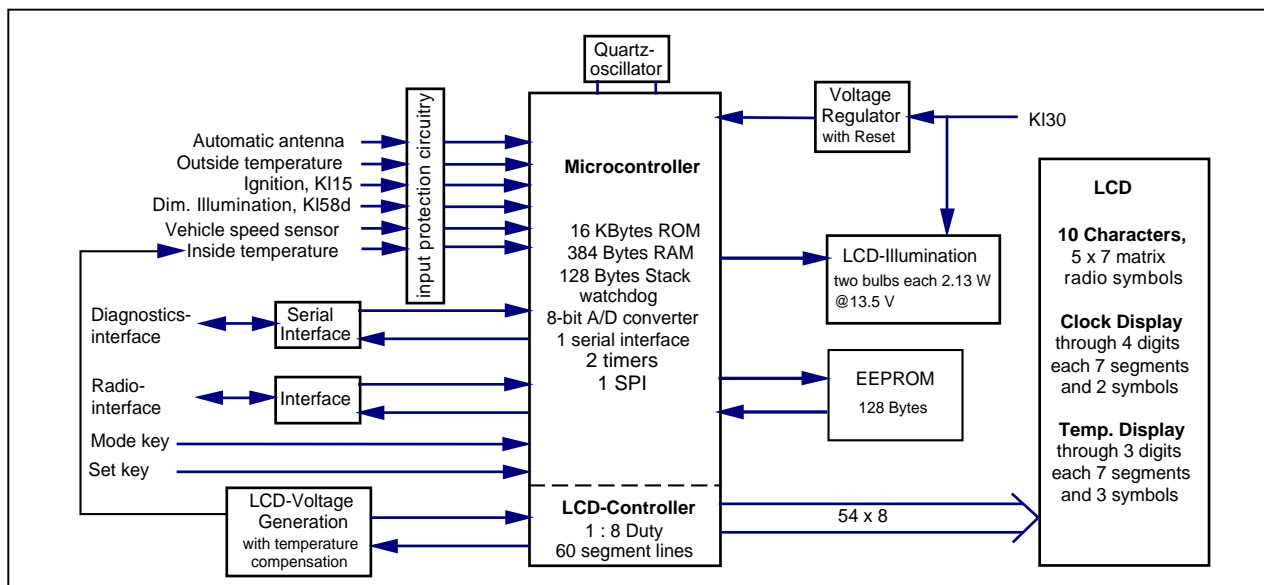 Quartz-
oscillator
input protection circuitry
Automatic antenna
Outside temperature
Ignition, KI15
Dim. Illumination, KI58d
Vehicle speed sensor
Inside temperature
Diagnostics-
interface
Serial
Interface
Radio-
interface
Interface
Mode key
Set key
LCD-Voltage
Generation
with temperature
compensation
Microcontroller
16 KBytes ROM
384 Bytes RAM
128 Bytes Stack
watchdog
8-bit A/D converter
1 serial interface
2 timers
1 SPI
LCD-Controller
1 : 8 Duty
60 segment lines
Voltage
Regulator
with Reset
KI30
LCD-Illumination
two bulbs each 2.13 W
@13.5 V
EEPROM
128 Bytes
54 x 8
LCD
10 Characters,
5 x 7 matrix
radio symbols
Clock Display
through 4 digits
each 7 segments
and 2 symbols
Temp. Display
through 3 digits
each 7 segments
and 3 symbols